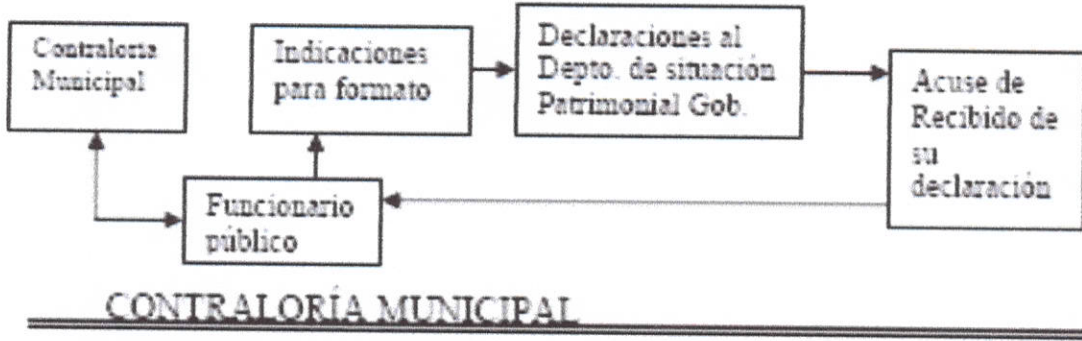 Contraloria
Municipal
Indicaciones
para formato
Declaraciones al
Depto. de situación
Patrimonial Gob.
Acuse de
Recibido de
su
declaración
Funcionario
público
CONTRALORÍA MUNICIPAL